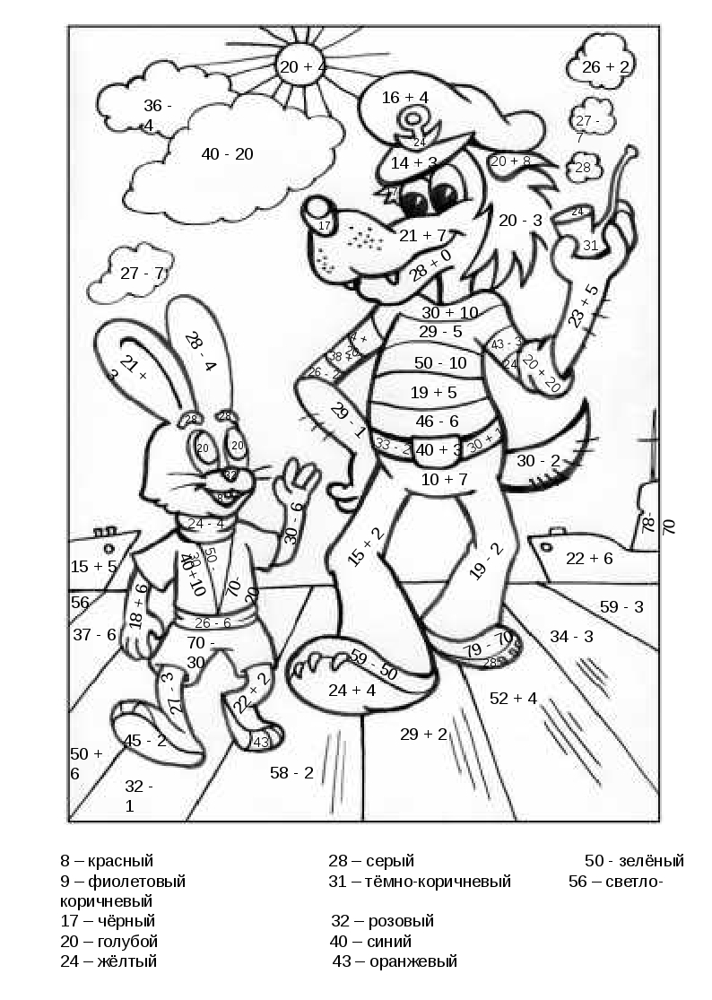 20 + 4
26 + 2
16 + 4
36 -
4
27 -
7
24
40 - 20
14 + 3
20 + 8
28
17
24
20 - 3
17
21 + 7
31
28 + 0
27 - 7
23 + 5
30 + 10
29 - 5
43 - 3
28 - 4
21 +
3
38 +
24
20 + 20
50 - 10
26 - 2
19 + 5
29 - 1
46 - 6
28
28
20
20
33 - 2
40 + 3
30 + 1
30 - 2
32
10 + 7
8
24 - 4
30 - 6
78-
70
15 + 2
15 + 5
40+10
50 -
70-
20
19 - 2
22 + 6
56
18 + 6
59 - 3
26 - 6
37 - 6
70 -
30
34 - 3
79 - 70
59 - 50
28
27 - 3
22 + 2
24 + 4
52 + 4
45 - 2
43
29 + 2
50 +
6
58 - 2
32 -
1
8 – красный 28 – серый 50 - зелёный
9 – фиолетовый 31 – тёмно-коричневый 56 – светло-
коричневый
17 – чёрный 32 – розовый
20 – голубой 40 – синий
24 – жёлтый 43 – оранжевый